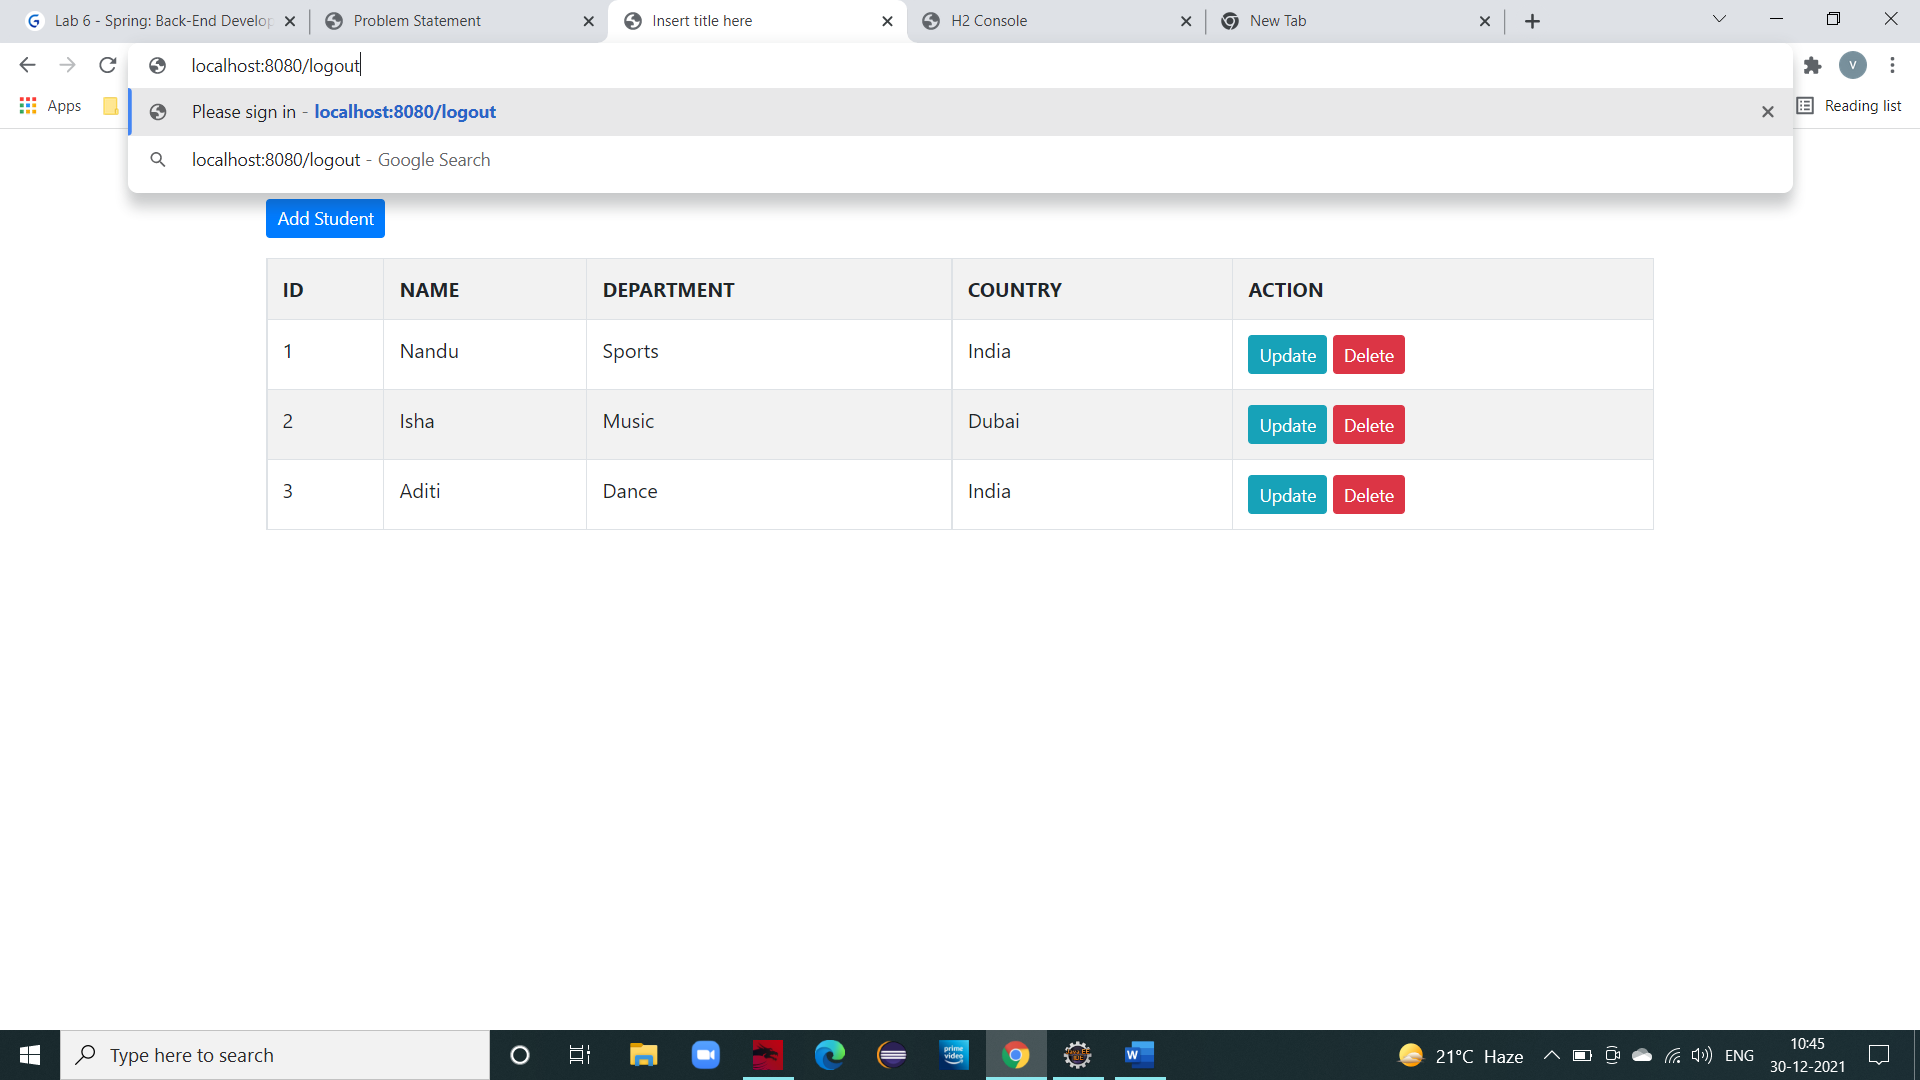 Lab 6 - Spring: Back-End Develop
Problem Statement
Insert title here
H2 Console
New Tab
localhost:8080/logout
V
Apps
Please sign in - localhost:8080/logout
Reading list
localhost:8080/logout - Google Search
Add Student
ID NAME DEPARTMENT COUNTRY ACTION
1 Nandu Sports India Update Delete
2 Isha Music Dubai Update Delete
3 Aditi Dance India Update Delete
Type here to search
prime video
W
21°C Haze
ENG
10:45
30-12-2021